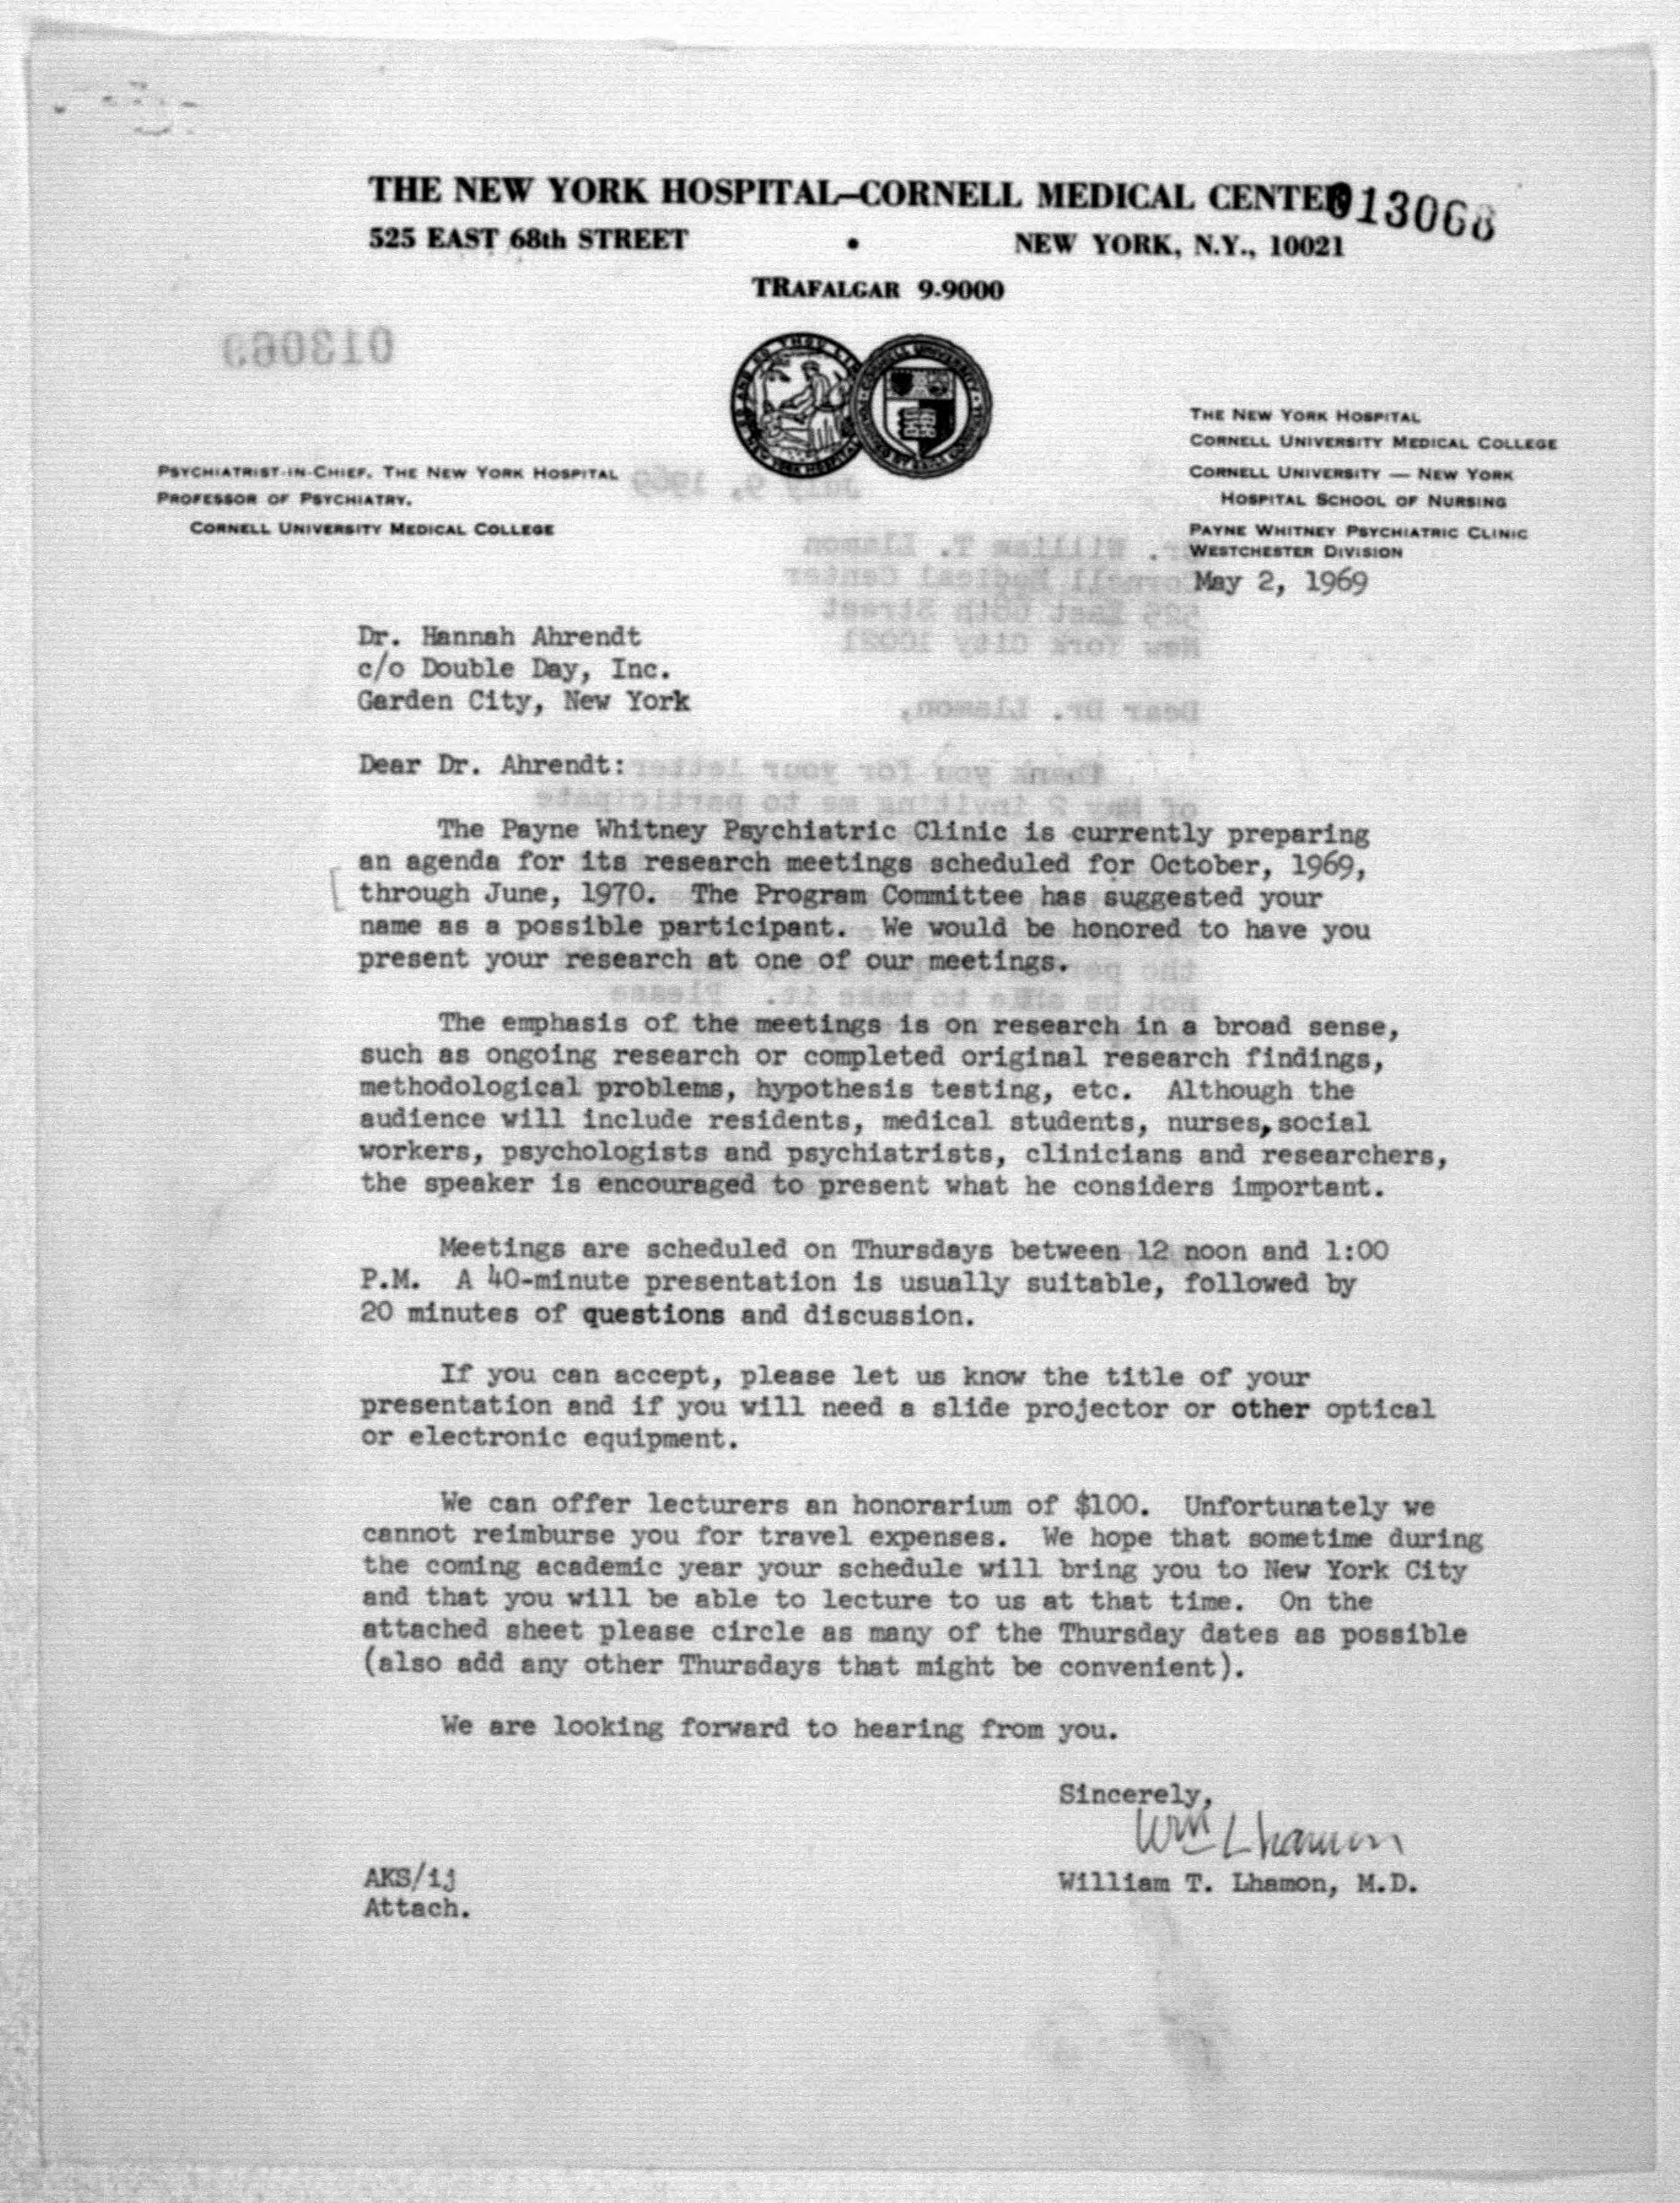 THE NEW YORK HOSPITAL—CORNELL MEDICAL CENTER
013068
525 EAST 68th STREET • NEW YORK, N.Y., 10021
TRAFALGAR 9-9000
PSYCHIATRIST-IN-CHIEF, THE NEW YORK HOSPITAL
PROFESSOR OF PSYCHIATRY,
CORNELL UNIVERSITY MEDICAL COLLEGE
THE NEW YORK HOSPITAL
CORNELL UNIVERSITY MEDICAL COLLEGE
CORNELL UNIVERSITY — NEW YORK
HOSPITAL SCHOOL OF NURSING
PAYNE WHITNEY PSYCHIATRIC CLINIC
WESTCHESTER DIVISION
May 2, 1969
Dr. Hannah Ahrendt
c/o Double Day, Inc.
Garden City, New York
Dear Dr. Ahrendt:
The Payne Whitney Psychiatric Clinic is currently preparing
an agenda for its research meetings scheduled for October, 1969,
through June, 1970. The Program Committee has suggested your
name as a possible participant. We would be honored to have you
present your research at one of our meetings.
The emphasis of the meetings is on research in a broad sense,
such as ongoing research or completed original research findings,
methodological problems, hypothesis testing, etc. Although the
audience will include residents, medical students, nurses, social
workers, psychologists and psychiatrists, clinicians and researchers,
the speaker is encouraged to present what he considers important.
Meetings are scheduled on Thursdays between 12 noon and 1:00
P.M. A 40-minute presentation is usually suitable, followed by
20 minutes of questions and discussion.
If you can accept, please let us know the title of your
presentation and if you will need a slide projector or other optical
or electronic equipment.
We can offer lecturers an honorarium of $100. Unfortunately we
cannot reimburse you for travel expenses. We hope that sometime during
the coming academic year your schedule will bring you to New York City
and that you will be able to lecture to us at that time. On the
attached sheet please circle as many of the Thursday dates as possible
(also add any other Thursdays that might be convenient).
We are looking forward to hearing from you.
Sincerely,
Wm Lhamon
William T. Lhamon, M.D.
AKS/ij
Attach.